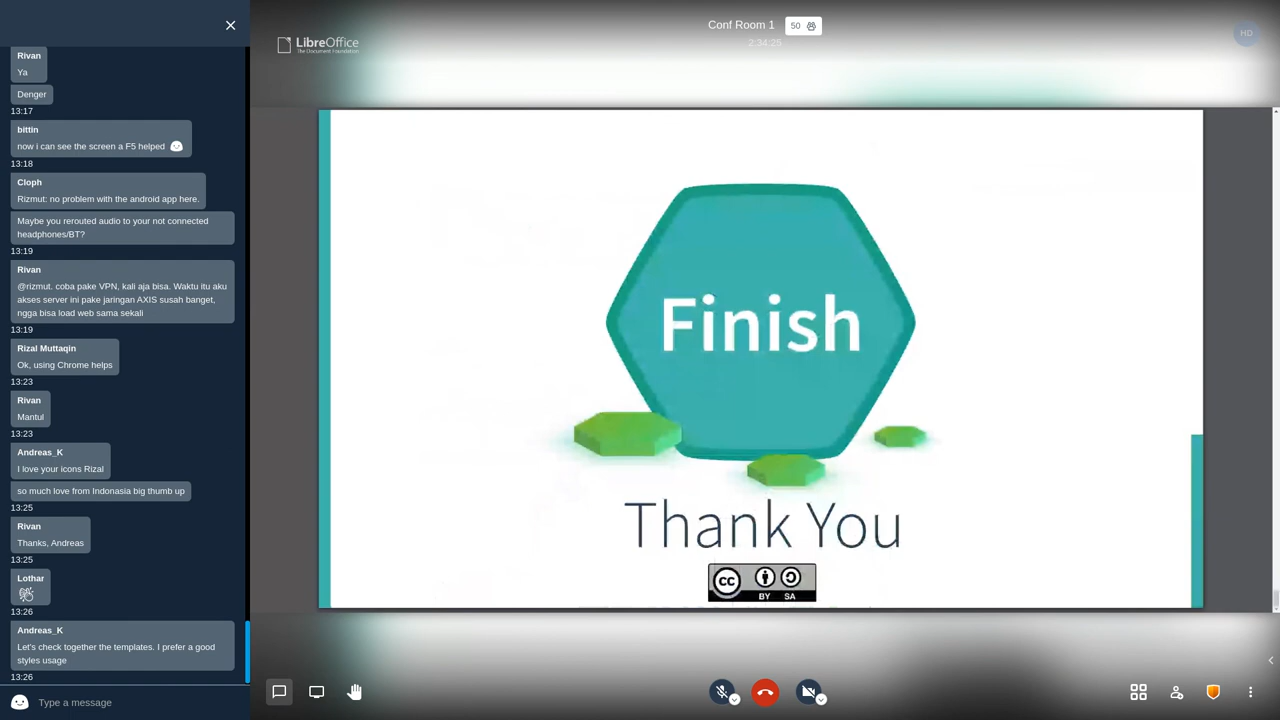 Rivan
Ya
Denger
13:17
bittin
now i can see the screen a F5 helped
13:18
Cloph
Rizmut: no problem with the android app here.
Maybe you rerouted audio to your not connected
headphones/BT?
13:19
Rivan
@rizmut. coba pake VPN, kali aja bisa. Waktu itu aku
akses server ini pake jaringan AXIS susah banget,
ngga bisa load web sama sekali
13:19
Rizal Muttaqin
Ok, using Chrome helps
13:23
Rivan
Mantul
13:23
Andreas_K
I love your icons Rizal
so much love from Indonasia big thumb up
13:25
Rivan
Thanks, Andreas
13:25
Lothar
13:26
Andreas_K
Let's check together the templates. I prefer a good
styles usage
13:26
Type a message
LibreOffice
The Document Foundation
Conf Room 1
50
2:34:25
HD
Finish
Thank You
cc
BY SA